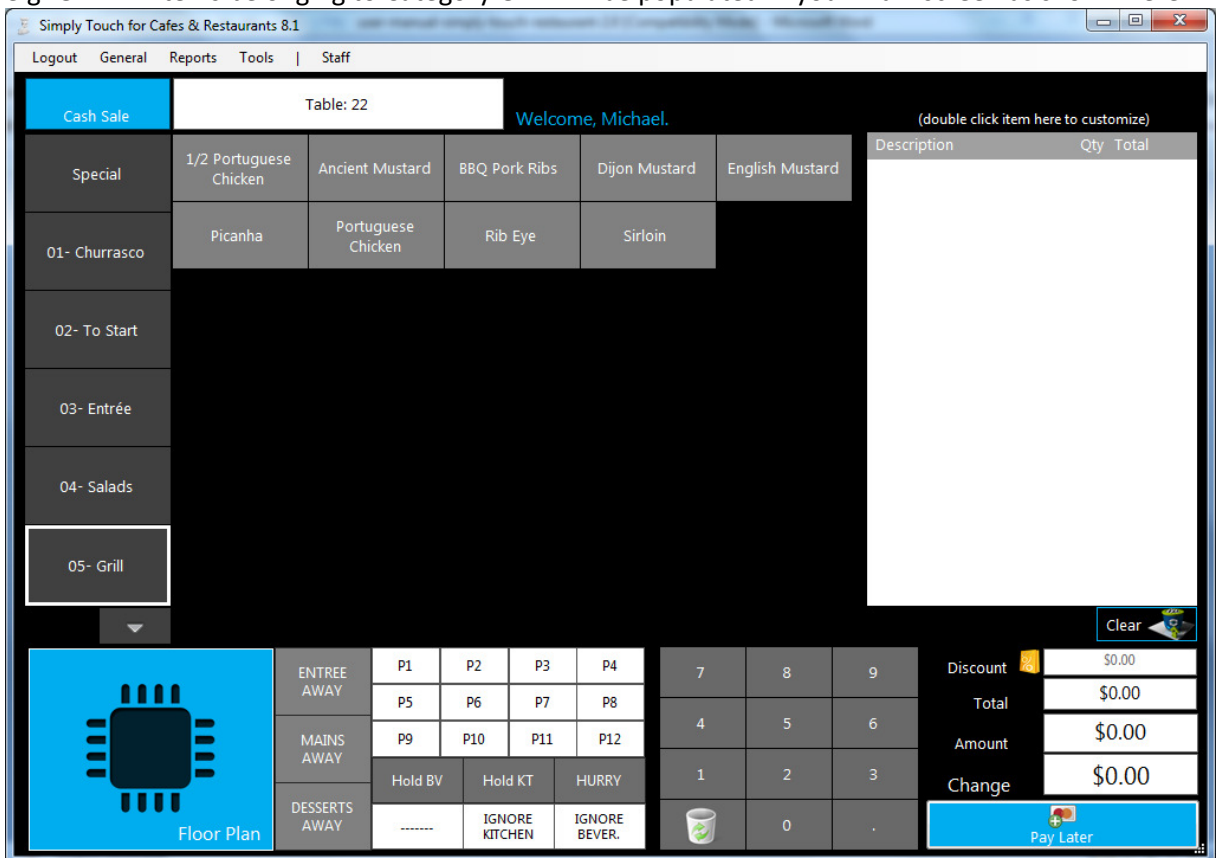 Simply Touch for Cafes & Restaurants 8.1
Logout General Reports Tools | Staff
Cash Sale
Table: 22
Welcome, Michael.
(double click item here to customize)
Special
01- Churrasco
02- To Start
03- Entrée
04- Salads
05- Grill
1/2 Portuguese
Chicken
Ancient Mustard
BBQ Pork Ribs
Dijon Mustard
English Mustard
Picanha
Portuguese
Chicken
Rib Eye
Sirloin
Description Qty Total
Clear
Floor Plan
ENTREE
AWAY
MAINS
AWAY
DESSERTS
AWAY
P1 P2 P3 P4
P5 P6 P7 P8
P9 P10 P11 P12
Hold BV Hold KT HURRY
-------
IGNORE
KITCHEN
IGNORE
BEVER.
7 8 9
4 5 6
1 2 3
0 .
Discount $0.00
Total $0.00
Amount $0.00
Change $0.00
Pay Later